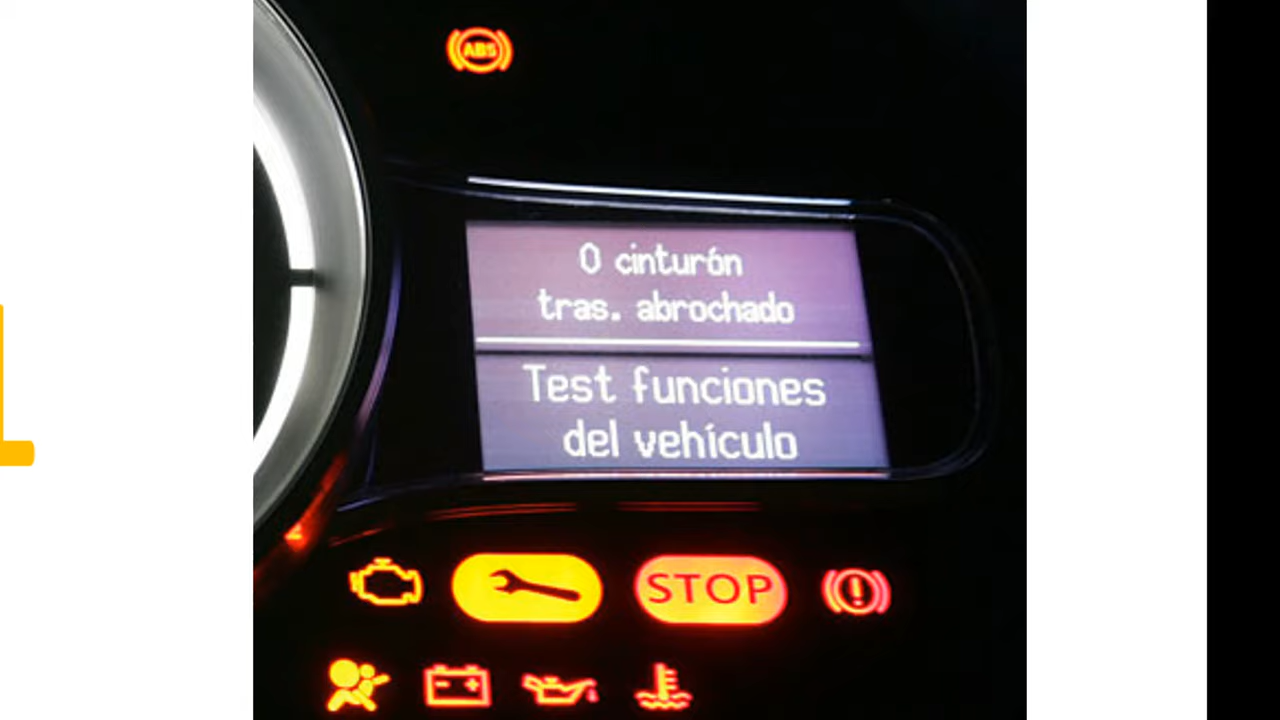 ABS
0 cinturón
tras. abrochado
Test funciones
del vehículo
STOP